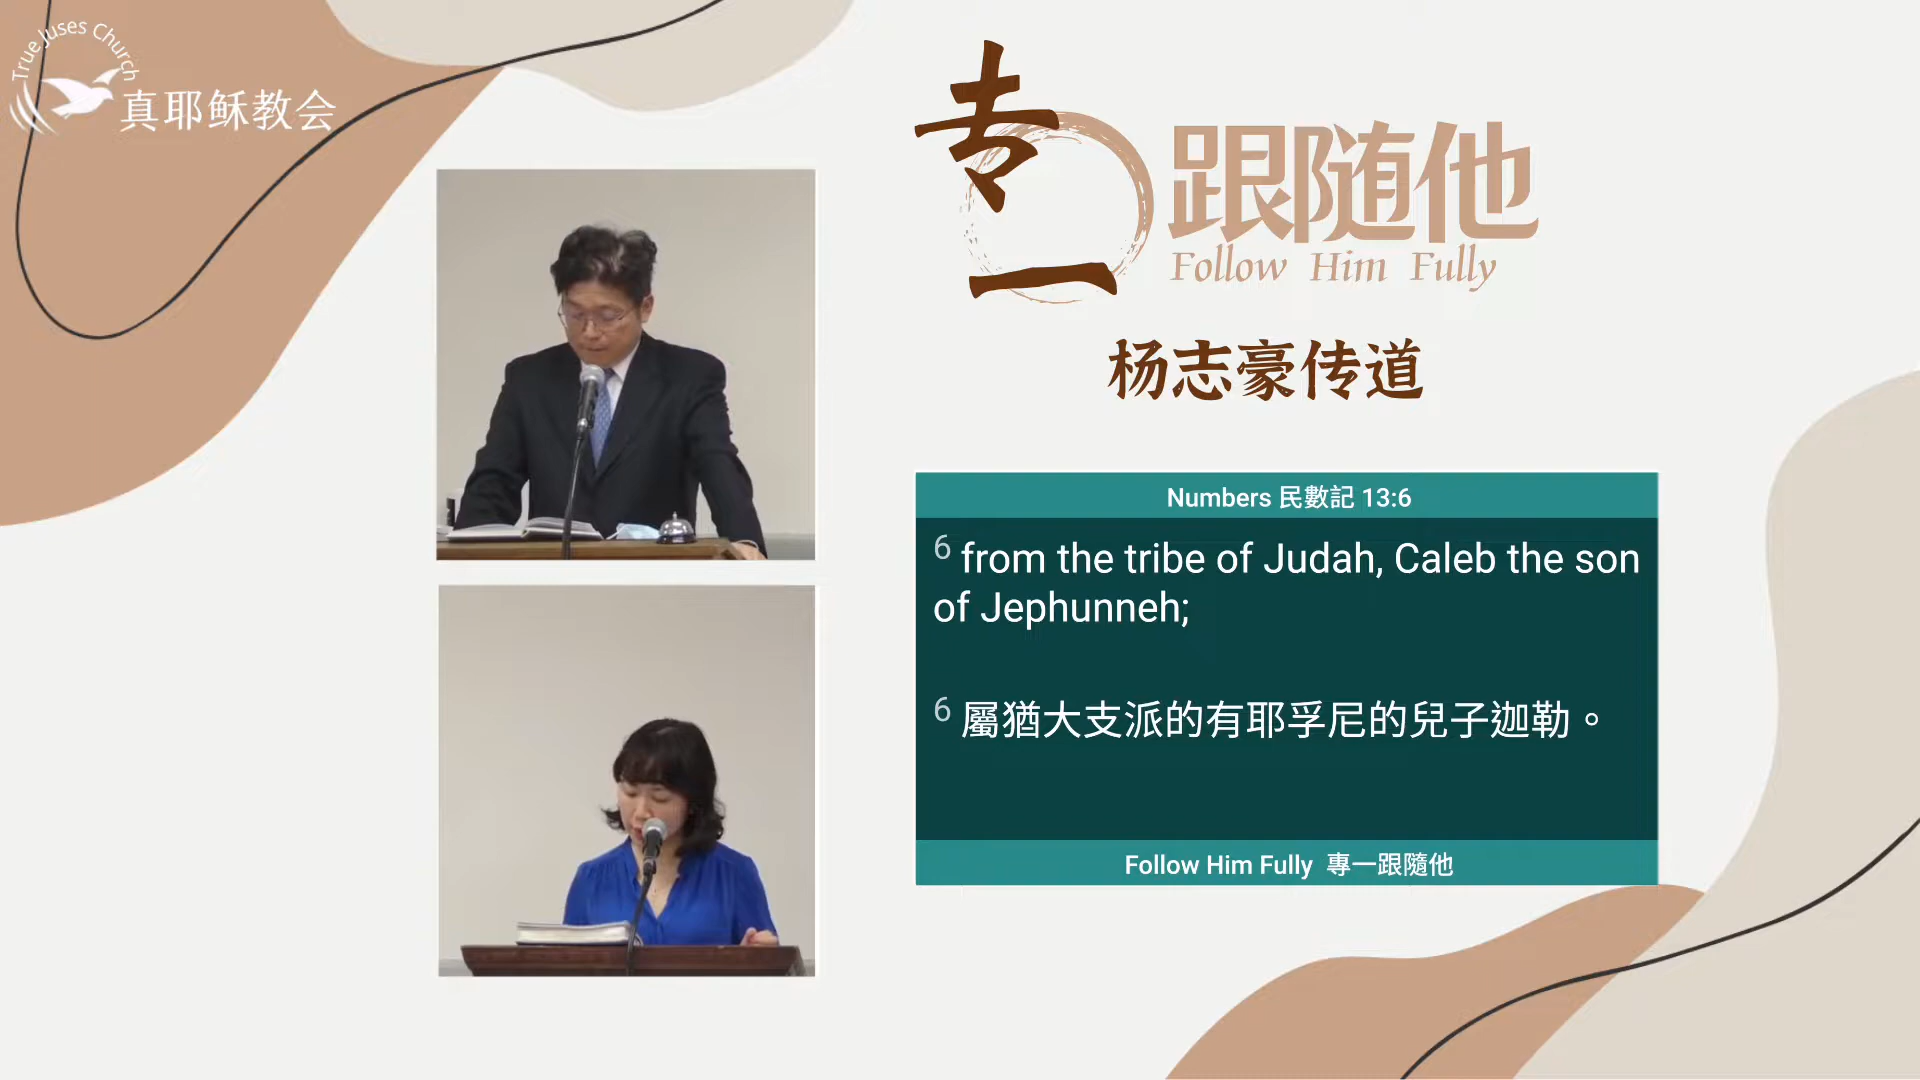 True Juses Church
真耶稣教会
专一
跟随他
Follow Him Fully
杨志豪传道
Numbers 民數記 13:6
6 from the tribe of Judah, Caleb the son
of Jephunneh;
6 屬猶大支派的有耶孚尼的兒子迦勒。
Follow Him Fully 專一跟隨他